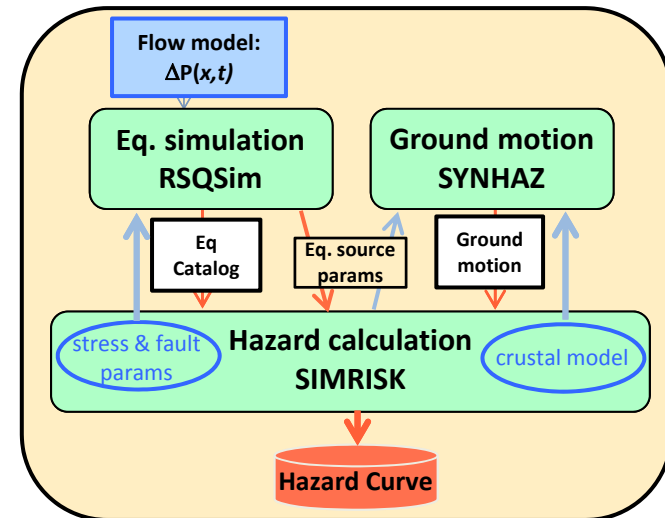 Flow model:
ΔP(x,t)
Eq. simulation
RSQSim
Ground motion
SYNHAZ
Eq
Catalog
Eq. source
params
Ground
motion
stress & fault
params
Hazard calculation
SIMRISK
crustal model
Hazard Curve